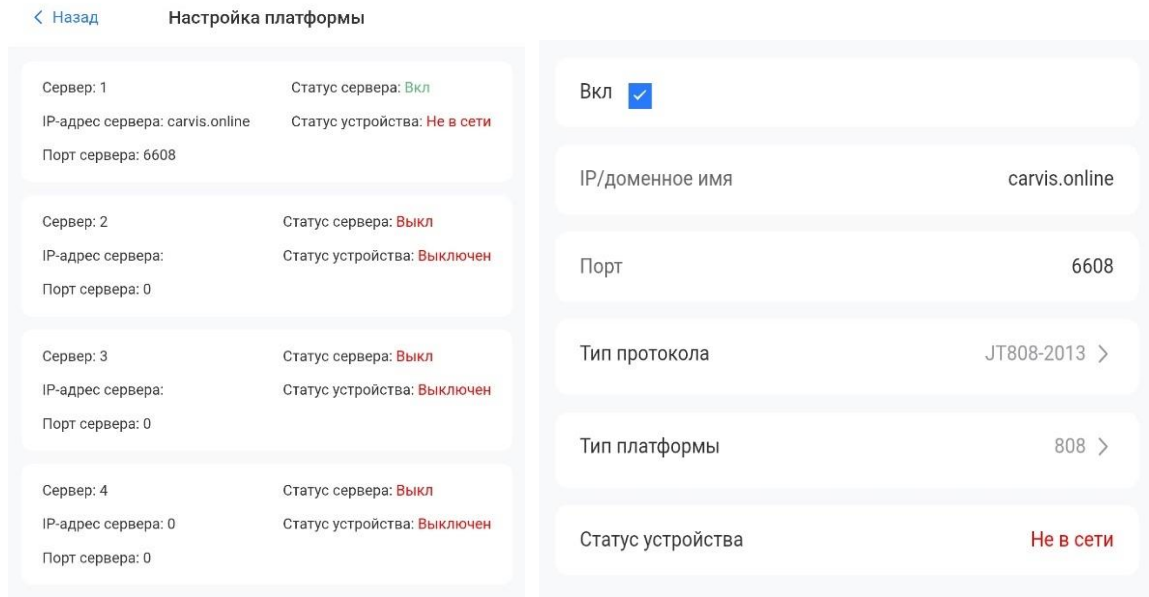 Назад Настройка платформы
Сервер: 1 Статус сервера: Вкл
IP-адрес сервера: carvis.online Статус устройства: Не в сети
Порт сервера: 6608
Сервер: 2 Статус сервера: Выкл
IP-адрес сервера: Статус устройства: Выключен
Порт сервера: 0
Сервер: 3 Статус сервера: Выкл
IP-адрес сервера: Статус устройства: Выключен
Порт сервера: 0
Сервер: 4 Статус сервера: Выкл
IP-адрес сервера: 0 Статус устройства: Выключен
Порт сервера: 0
Вкл
IP/доменное имя carvis.online
Порт 6608
Тип протокола JT808-2013
Тип платформы 808
Статус устройства Не в сети